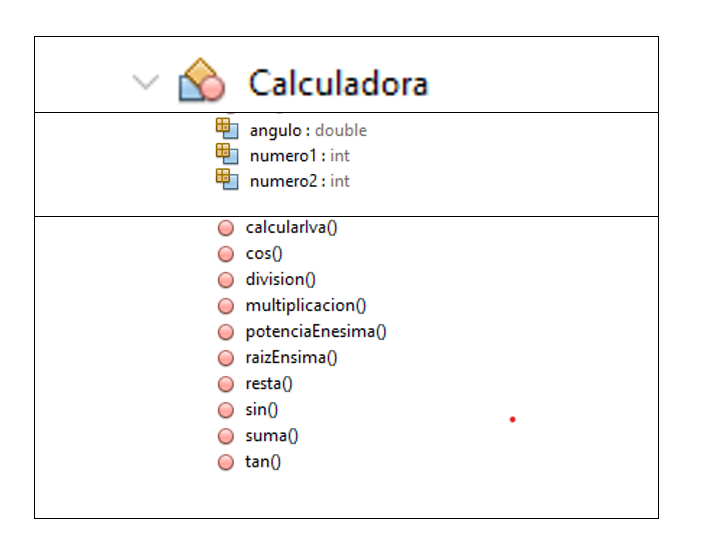 Calculadora
angulo : double
numero1 : int
numero2 : int
calcularIva()
cos()
division()
multiplicacion()
potenciaEnesima()
raizEnsima()
resta()
sin()
suma()
tan()